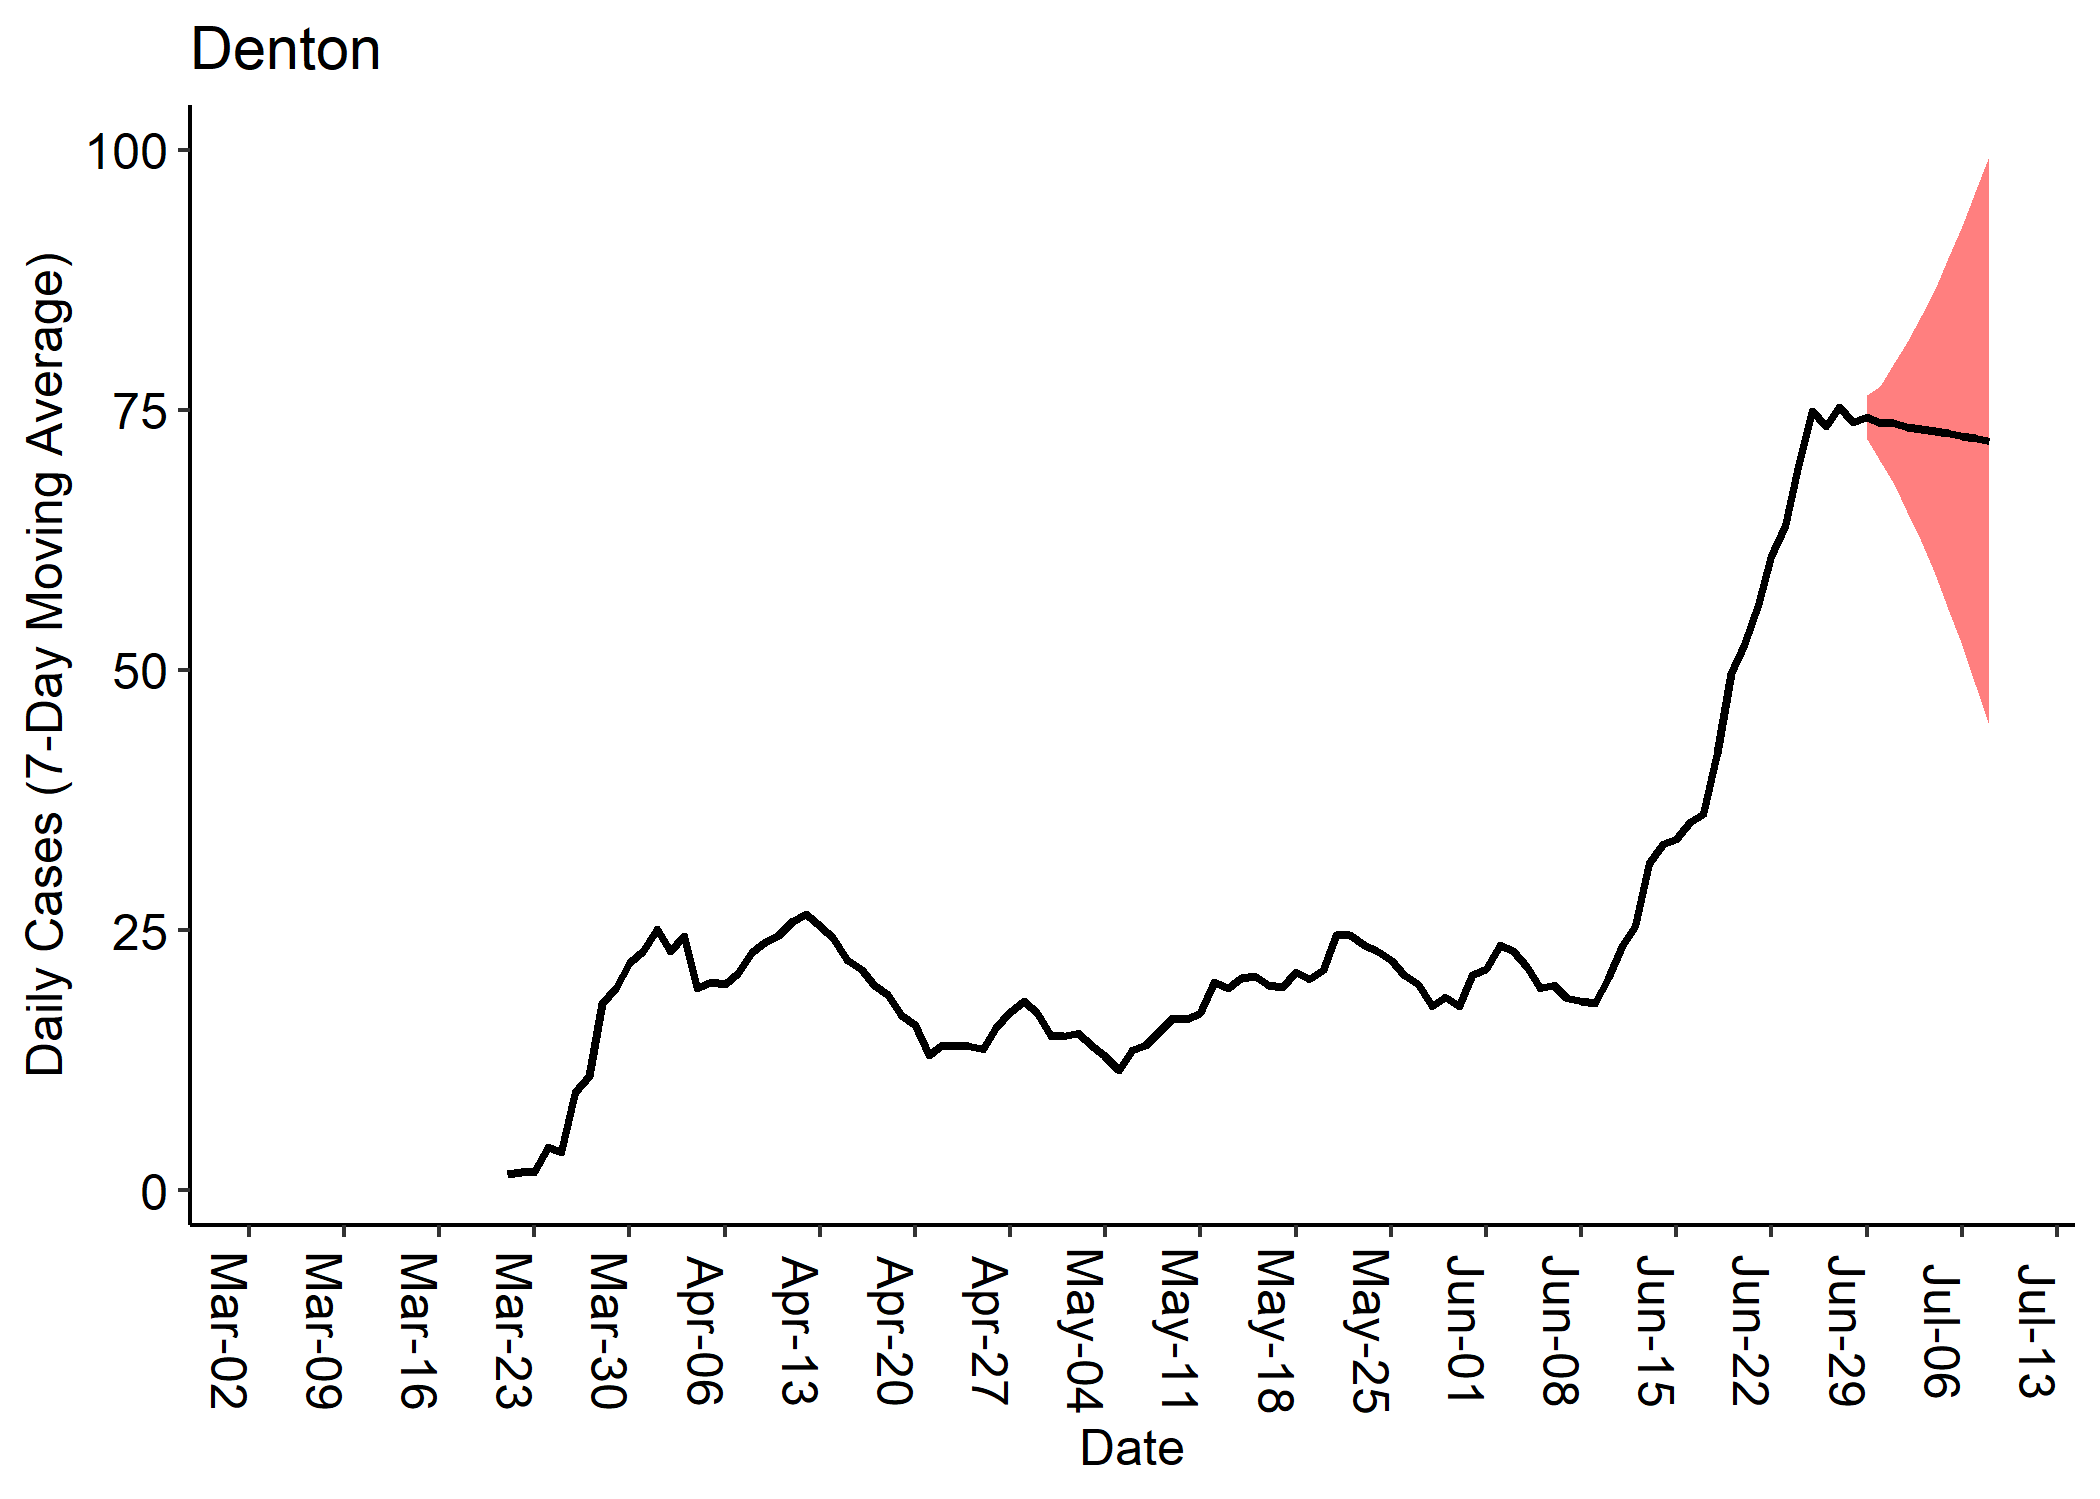 Denton
Daily Cases (7-Day Moving Average)
100
75
50
25
0
Mar-02
Mar-09
Mar-16
Mar-23
Mar-30
Apr-06
Apr-13
Apr-20
Apr-27
May-04
May-11
May-18
May-25
Jun-01
Jun-08
Jun-15
Jun-22
Jun-29
Jul-06
Jul-13
Date